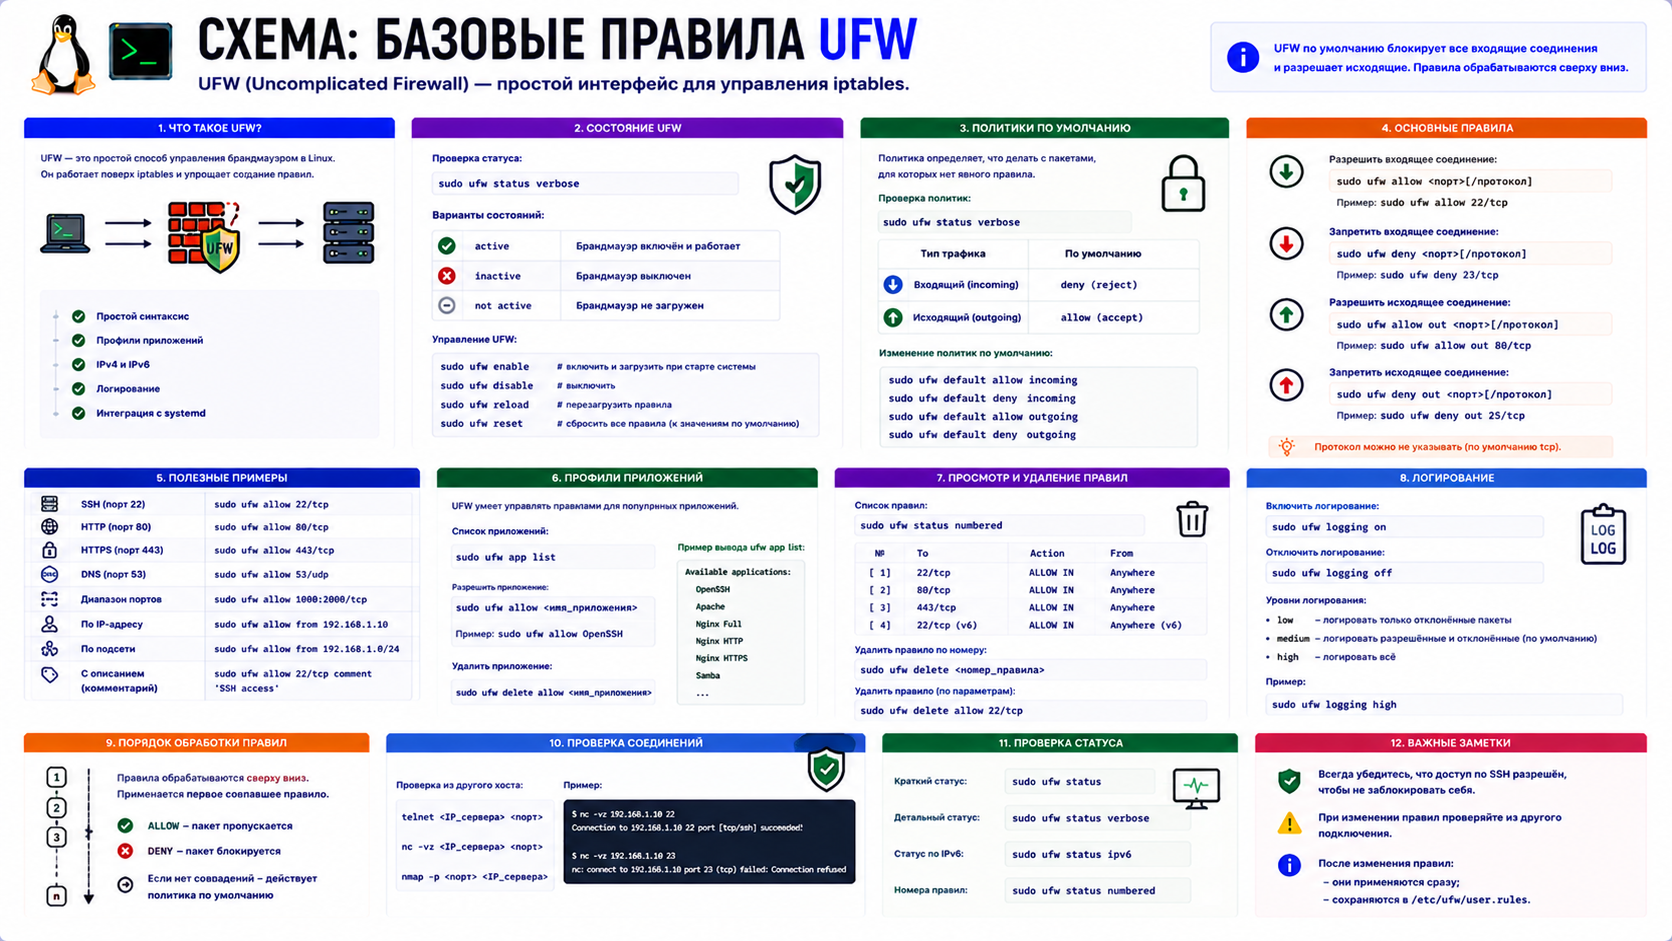 СХЕМА: БАЗОВЫЕ ПРАВИЛА UFW
UFW (Uncomplicated Firewall) — простой интерфейс для управления iptables.
UFW по умолчанию блокирует все входящие соединения
и разрешает исходящие. Правила обрабатываются сверху вниз.
1. ЧТО ТАКОЕ UFW?
UFW — это простой способ управления брандмауэром в Linux.
Он работает поверх iptables и упрощает создание правил.
>_
UFW
Простой синтаксис
Профили приложений
IPv4 и IPv6
Логирование
Интеграция с systemd
2. СОСТОЯНИЕ UFW
Проверка статуса:
sudo ufw status verbose
Варианты состояний:
active Брандмауэр включён и работает
inactive Брандмауэр выключен
not active Брандмауэр не загружен
Управление UFW:
sudo ufw enable # включить и загрузить при старте системы
sudo ufw disable # выключить
sudo ufw reload # перезагрузить правила
sudo ufw reset # сбросить все правила (к значениям по умолчанию)
3. ПОЛИТИКИ ПО УМОЛЧАНИЮ
Политика определяет, что делать с пакетами,
для которых нет явного правила.
Проверка политик:
sudo ufw status verbose
Тип трафика По умолчанию
Входящий (incoming) deny (reject)
Исходящий (outgoing) allow (accept)
Изменение политик по умолчанию:
sudo ufw default allow incoming
sudo ufw default deny incoming
sudo ufw default allow outgoing
sudo ufw default deny outgoing
4. ОСНОВНЫЕ ПРАВИЛА
Разрешить входящее соединение:
sudo ufw allow <порт>[/протокол]
Пример: sudo ufw allow 22/tcp
Запретить входящее соединение:
sudo ufw deny <порт>[/протокол]
Пример: sudo ufw deny 23/tcp
Разрешить исходящее соединение:
sudo ufw allow out <порт>[/протокол]
Пример: sudo ufw allow out 80/tcp
Запретить исходящее соединение:
sudo ufw deny out <порт>[/протокол]
Пример: sudo ufw deny out 25/tcp
Протокол можно не указывать (по умолчанию tcp).
5. ПОЛЕЗНЫЕ ПРИМЕРЫ
SSH (порт 22) sudo ufw allow 22/tcp
HTTP (порт 80) sudo ufw allow 80/tcp
HTTPS (порт 443) sudo ufw allow 443/tcp
DNS (порт 53) sudo ufw allow 53/udp
Диапазон портов sudo ufw allow 1000:2000/tcp
По IP-адресу sudo ufw allow from 192.168.1.10
По подсети sudo ufw allow from 192.168.1.0/24
С описанием sudo ufw allow 22/tcp comment
(комментарий) 'SSH access'
6. ПРОФИЛИ ПРИЛОЖЕНИЙ
UFW умеет управлять правмлами для попупрнных приложений.
Список приложений:
sudo ufw app list
Разрешить приложение:
sudo ufw allow <имя_приложения>
Пример: sudo ufw allow OpenSSH
Удалить приложение:
sudo ufw delete allow <имя_приложения>
Пример вывода ufw app list:
Available applications:
OpenSSH
Apache
Nginx Full
Nginx HTTP
Nginx HTTPS
Samba
...
7. ПРОСМОТР И УДАЛЕНИЕ ПРАВИЛ
Список правил:
sudo ufw status numbered
№ To Action From
[ 1] 22/tcp ALLOW IN Anywhere
[ 2] 80/tcp ALLOW IN Anywhere
[ 3] 443/tcp ALLOW IN Anywhere
[ 4] 22/tcp (v6) ALLOW IN Anywhere (v6)
Удалить правило по номеру:
sudo ufw delete <номер_правила>
Удалить правило (по параметрам):
sudo ufw delete allow 22/tcp
8. ЛОГИРОВАНИЕ
Включить логирование:
sudo ufw logging on
Отключить логирование:
sudo ufw logging off
LOG
LOG
Уровни логирования:
• low – логировать только отклонённые пакеты
• medium – логировать разрешённые и отклонённые (по умолчанию)
• high – логировать всё
Пример:
sudo ufw logging high
9. ПОРЯДОК ОБРАБОТКИ ПРАВИЛ
1
2
3
n
Правила обрабатываются сверху вниз.
Применается первое совпавшее правило.
ALLOW – пакет пропускается
DENY – пакет блокируется
Если нет совпадений – действует
политика по умолчанию
10. ПРОВЕРКА СОЕДИНЕНИЙ
Проверка из другого хоста:
telnet <IP_сервера> <порт>
nc -vz <IP_сервера> <порт>
nmap -p <порт> <IP_сервера>
Пример:
$ nc -vz 192.168.1.10 22
Connection to 192.168.1.10 22 port [tcp/ssh] succeeded!
$ nc -vz 192.168.1.10 23
nc: connect to 192.168.1.10 port 23 (tcp) failed: Connection refused
11. ПРОВЕРКА СТАТУСА
Краткий статус: sudo ufw status
Детальный статус: sudo ufw status verbose
Статус по IPv6: sudo ufw status ipv6
Номера правил: sudo ufw status numbered
12. ВАЖНЫЕ ЗАМЕТКИ
Всегда убедитесь, что доступ по SSH разрешён,
чтобы не заблокировать себя.
При изменении правил проверяйте из другого
подключения.
После изменения правил:
– они применяются сразу;
– сохраняются в /etc/ufw/user.rules.